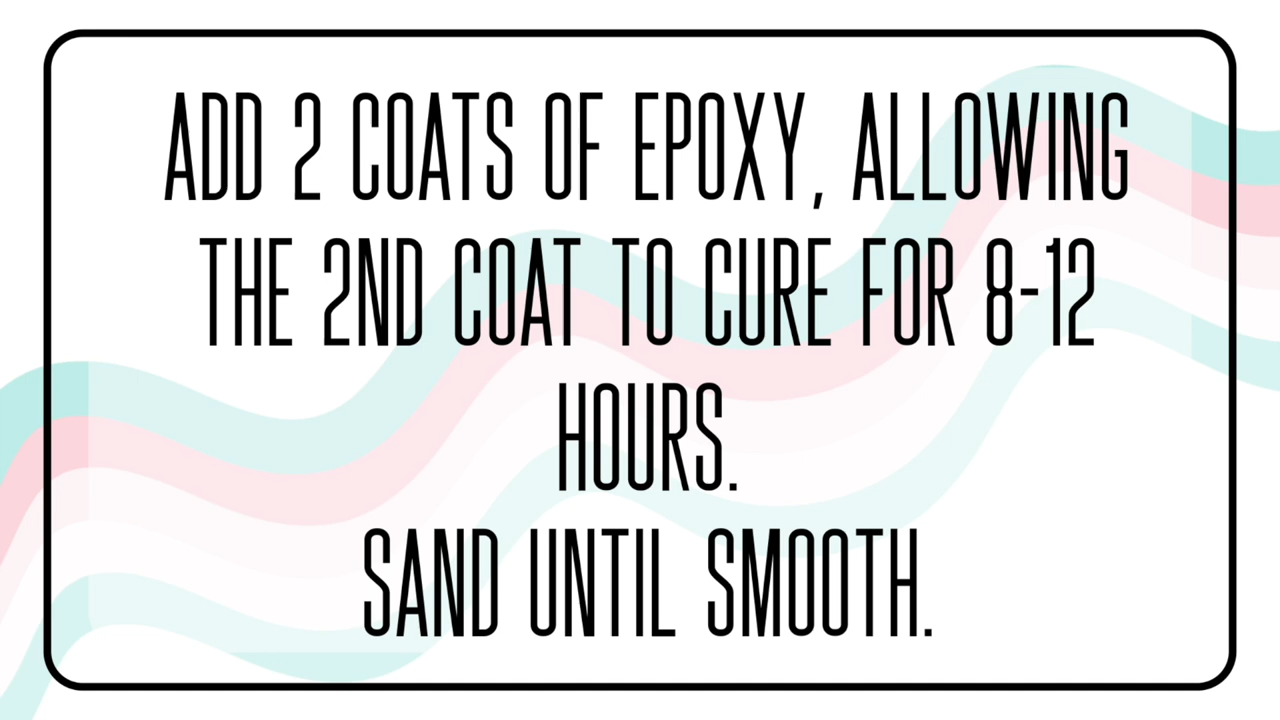 ADD 2 COATS OF EPOXY, ALLOWING
THE 2ND COAT TO CURE FOR 8-12
HOURS.
SAND UNTIL SMOOTH.